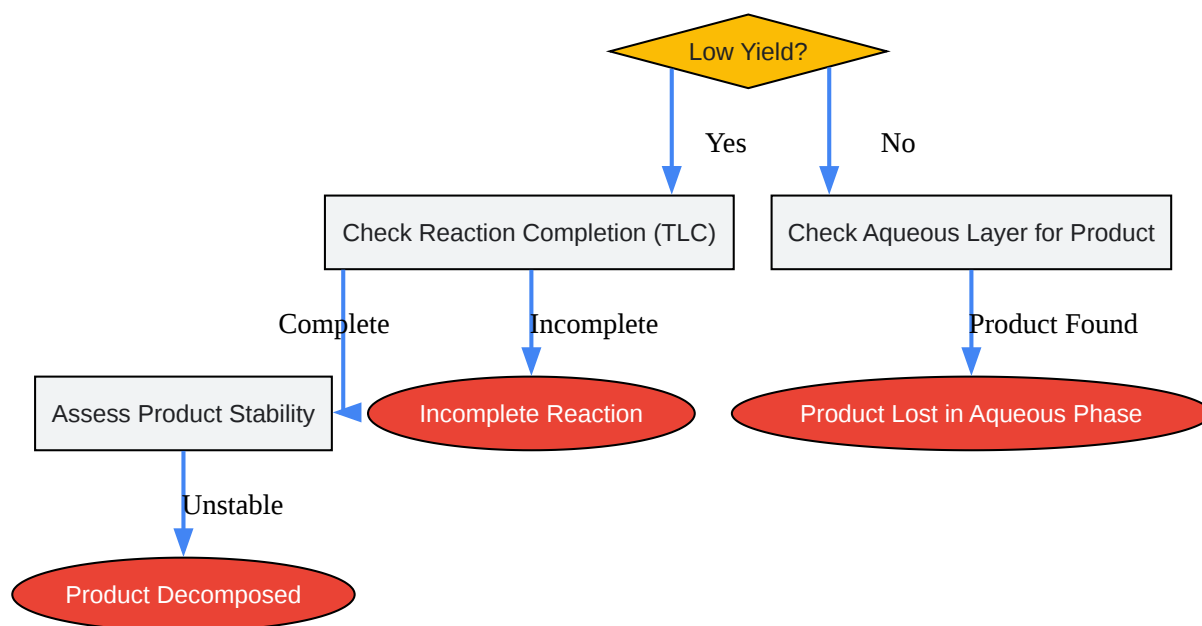 Low Yield?
Yes
No
Check Reaction Completion (TLC)
Check Aqueous Layer for Product
Complete
Incomplete
Product Found
Assess Product Stability
Incomplete Reaction
Product Lost in Aqueous Phase
Unstable
Product Decomposed